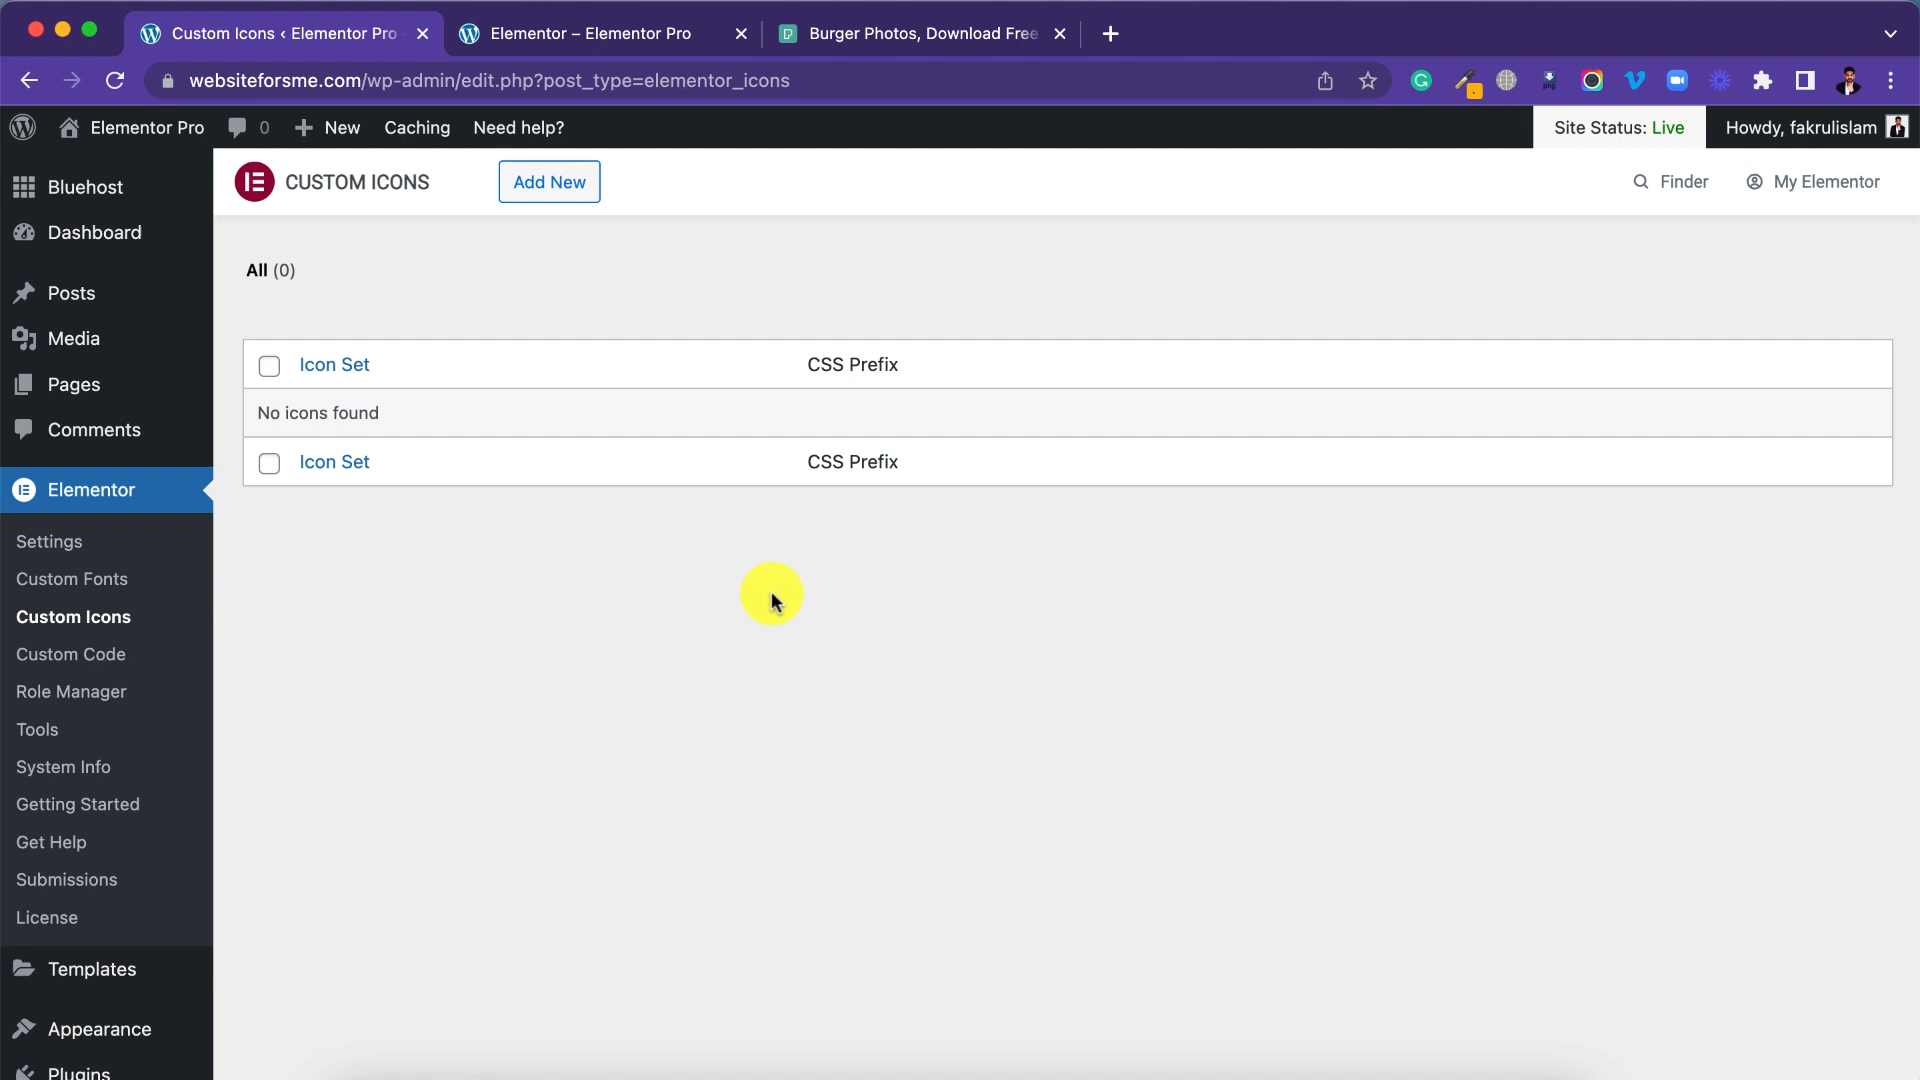 Custom Icons ‹ Elementor Pro -
Elementor – Elementor Pro
Burger Photos, Download Free
websiteforsme.com/wp-admin/edit.php?post_type=elementor_icons
Elementor Pro
0
New
Caching
Need help?
Site Status: Live
Howdy, fakrulislam
Bluehost
Dashboard
Posts
Media
Pages
Comments
Elementor
Settings
Custom Fonts
Custom Icons
Custom Code
Role Manager
Tools
System Info
Getting Started
Get Help
Submissions
License
Templates
Appearance
Plugins
CUSTOM ICONS
Add New
Finder
My Elementor
All (0)
Icon Set
CSS Prefix
No icons found
Icon Set
CSS Prefix